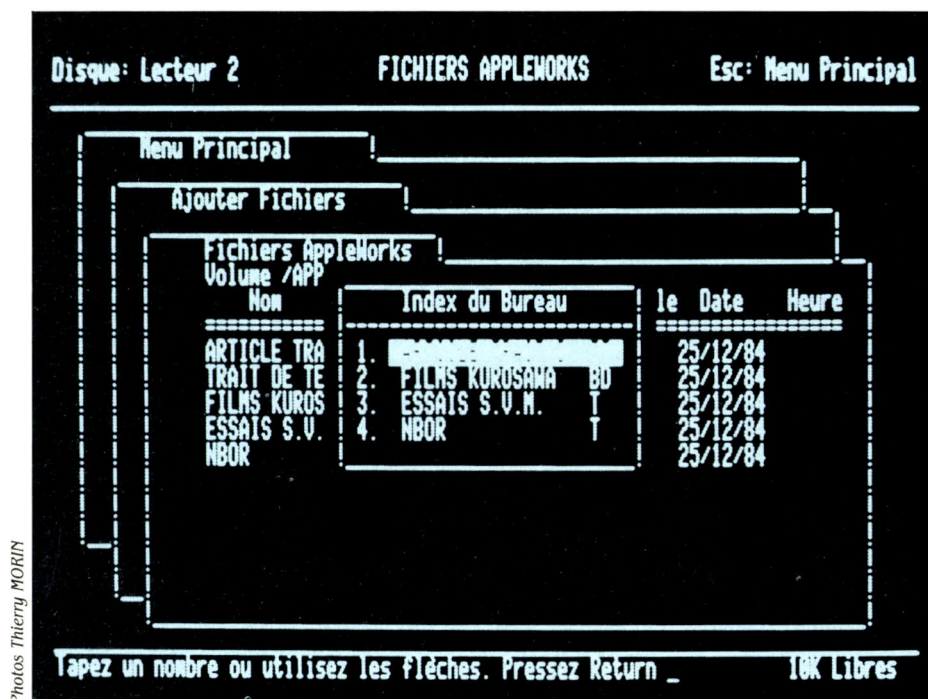 Disque: Lecteur 2 FICHIERS APPLEWORKS Esc: Menu Principal
Menu Principal
Ajouter Fichiers
Fichiers AppleWorks
Volume /APP
Nom Index du Bureau le Date Heure
ARTICLE TRA 1. 25/12/84
TRAIT DE TE 2. FILMS KUROSAWA BD 25/12/84
FILMS KUROS 3. ESSAIS S.V.M. T 25/12/84
ESSAIS S.V. 4. NBOR T 25/12/84
NBOR 25/12/84
Tapez un nombre ou utilisez les flèches. Pressez Return _ 10K Libres
Photos Thierry MORIN